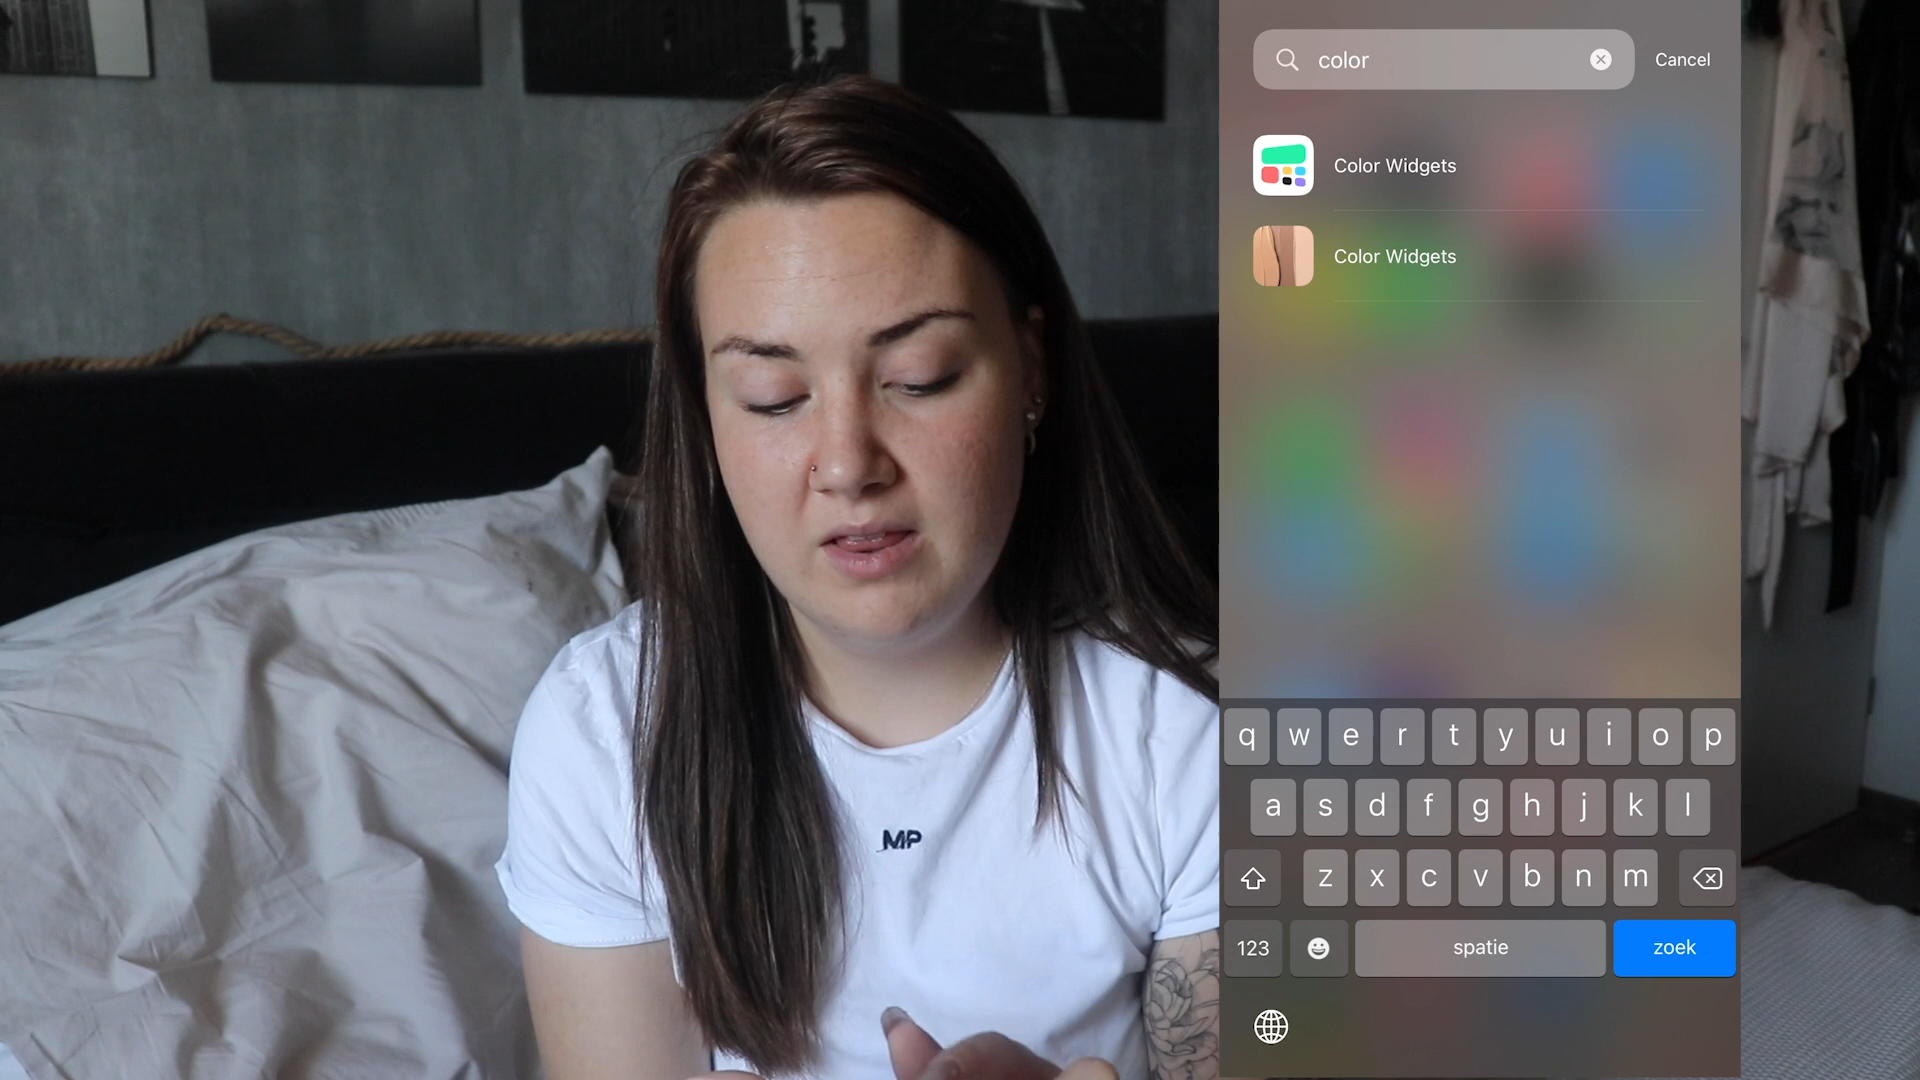 color
Cancel
Color Widgets
Color Widgets
q w e r t y u i o p
a s d f g h j k l
z x c v b n m
123 spatie zoek
MP